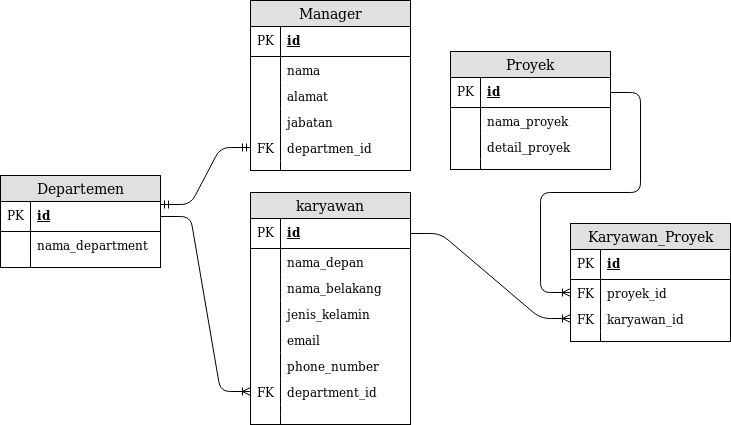 Manager
PK id
nama
alamat
jabatan
FK departmen_id
Proyek
PK id
nama_proyek
detail_proyek
Departemen
PK id
nama_department
karyawan
PK id
nama_depan
nama_belakang
jenis_kelamin
email
phone_number
FK department_id
Karyawan_Proyek
PK id
FK proyek_id
FK karyawan_id